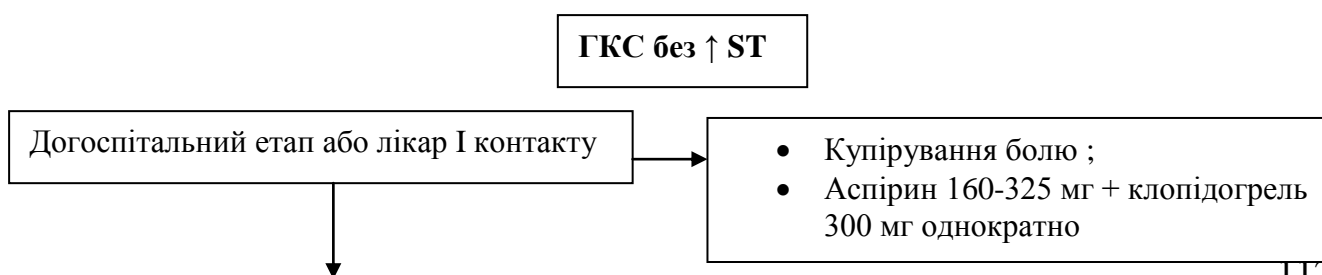 ГКС без ↑ ST
Догоспітальний етап або лікар І контакту
• Купірування болю ;
• Аспірин 160-325 мг + клопідогрель
300 мг однократно